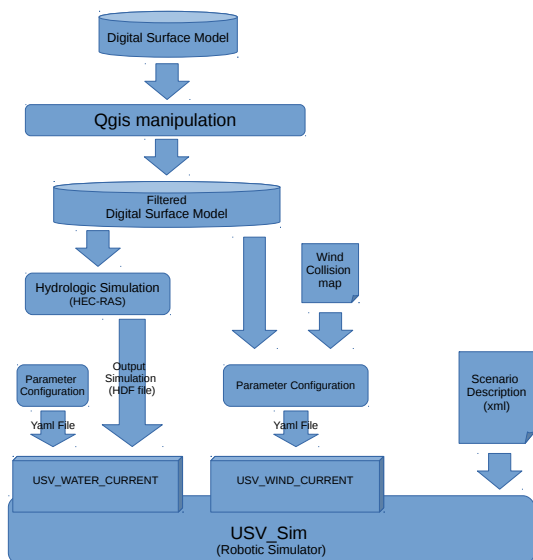 Digital Surface Model
Qgis manipulation
Filtered
Digital Surface Model
Wind
Collision
map
Hydrologic Simulation
(HEC-RAS)
Output
Simulation
(HDF file)
Parameter
Configuration
Parameter Configuration
Scenario
Description
(xml)
Yaml File
Yaml File
USV_WATER_CURRENT
USV_WIND_CURRENT
USV_Sim
(Robotic Simulator)